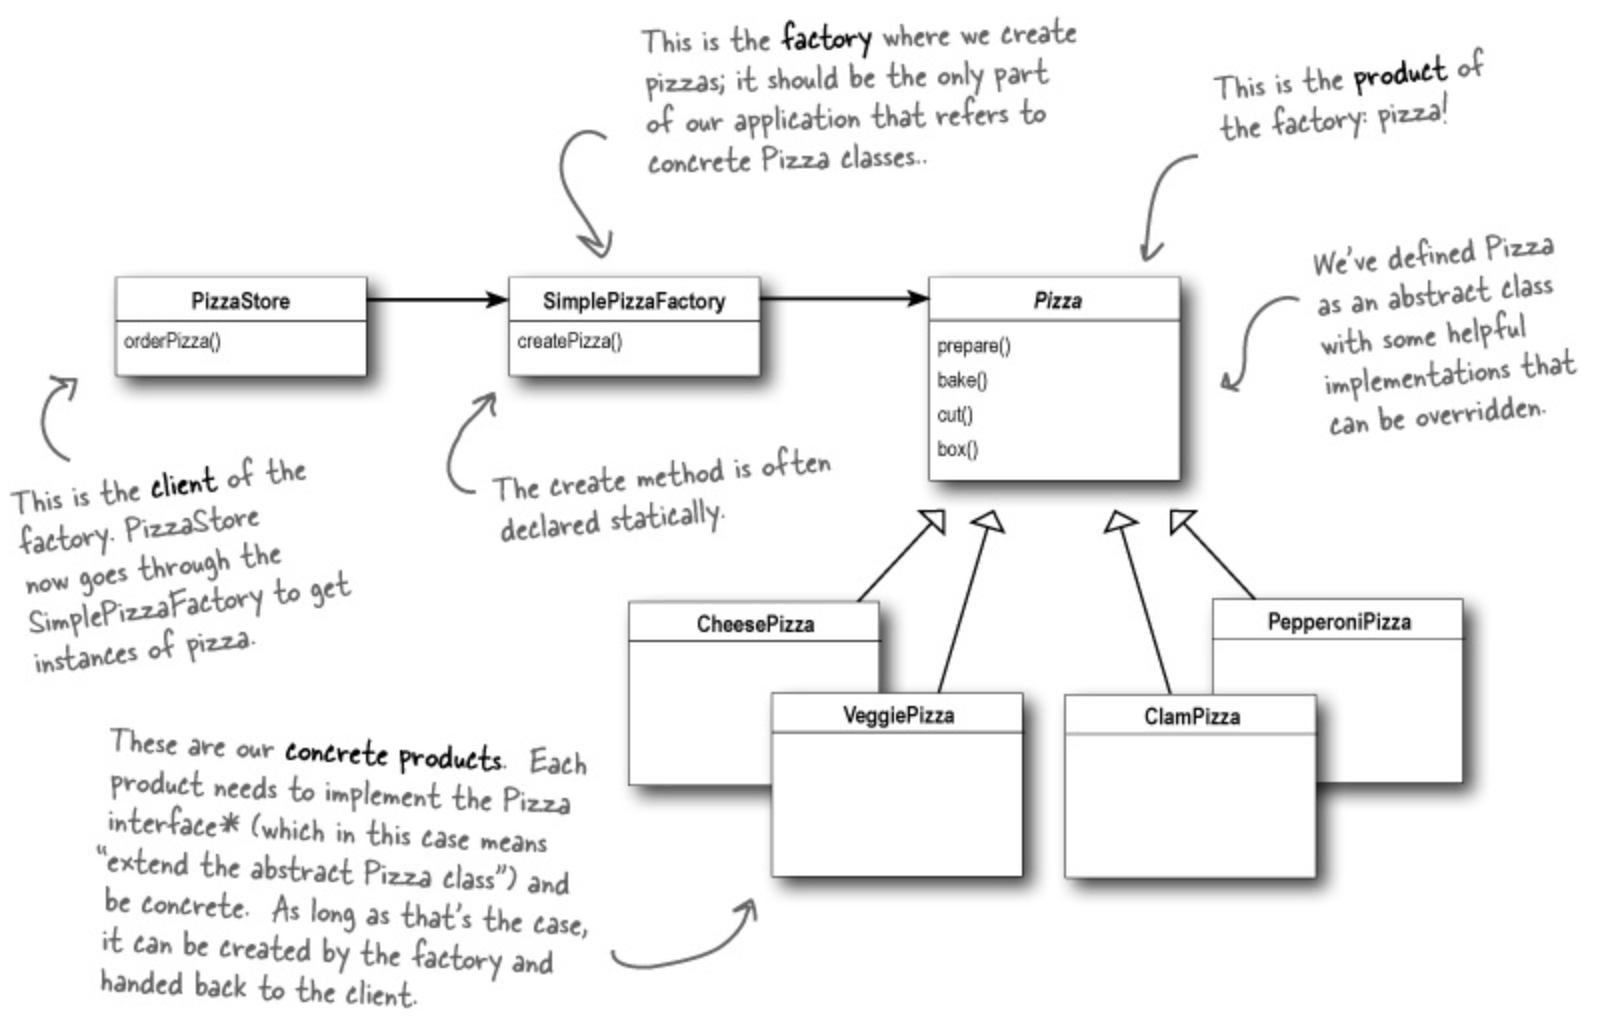 This is the factory where we create
pizzas; it should be the only part
of our application that refers to
concrete Pizza classes..
This is the product of
the factory: pizza!
We've defined Pizza
as an abstract class
with some helpful
implementations that
can be overridden.
PizzaStore
orderPizza()
SimplePizzaFactory
createPizza()
Pizza
prepare()
bake()
cut()
box()
This is the client of the
factory. PizzaStore
now goes through the
SimplePizzaFactory to get
instances of pizza.
The create method is often
declared statically.
CheesePizza
VeggiePizza
ClamPizza
PepperoniPizza
These are our concrete products. Each
product needs to implement the Pizza
interface* (which in this case means
“extend the abstract Pizza class”) and
be concrete. As long as that's the case,
it can be created by the factory and
handed back to the client.